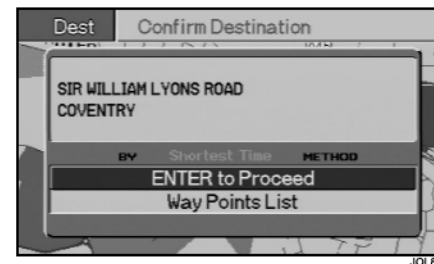 Dest Confirm Destination
SIR WILLIAM LYONS ROAD
COVENTRY
BY Shortest Time METHOD
ENTER to Proceed
Way Points List